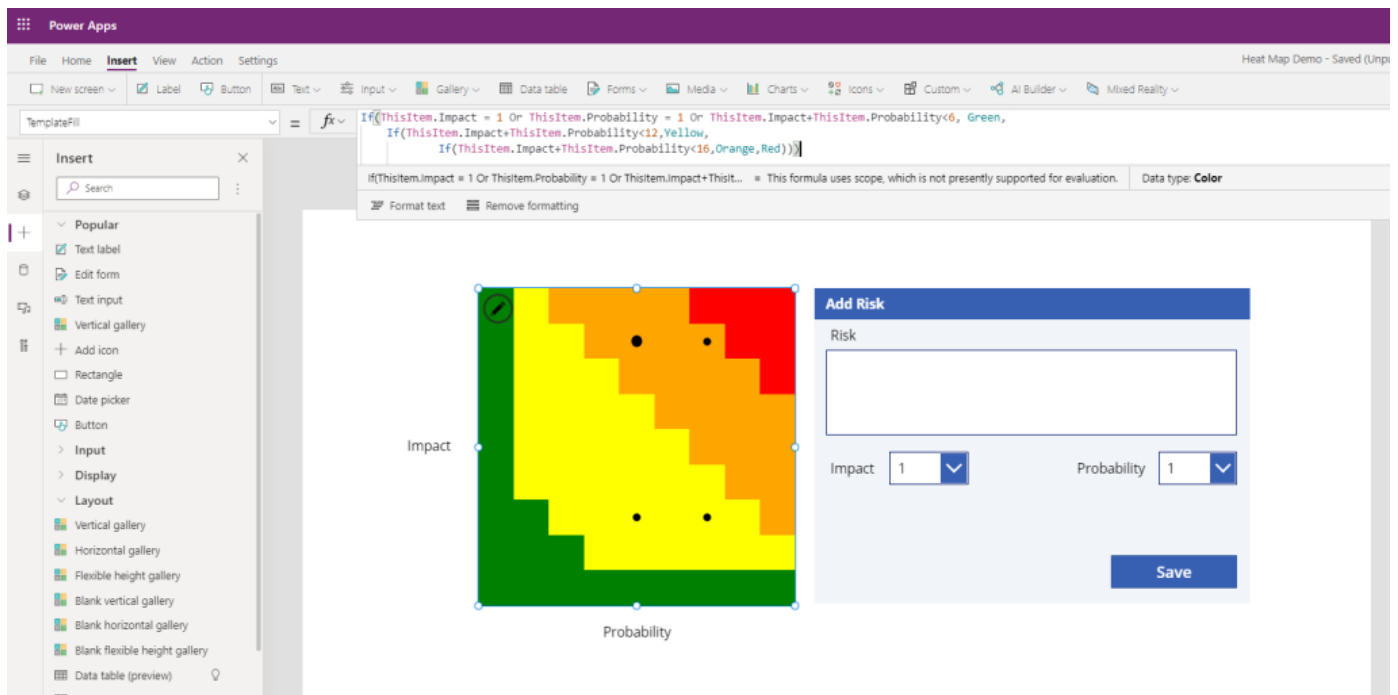 Power Apps
File Home Insert View Action Settings
Heat Map Demo - Saved (Unpu
New screen Label Button Text Input Gallery Data table Forms Media Charts Icons Custom AI Builder Mixed Reality
TemplateFill = fx If(ThisItem.Impact = 1 Or ThisItem.Probability = 1 Or ThisItem.Impact+ThisItem.Probability<6, Green,
If(ThisItem.Impact+ThisItem.Probability<12,Yellow,
If(ThisItem.Impact+ThisItem.Probability<16,Orange,Red)))
If(ThisItem.Impact = 1 Or ThisItem.Probability = 1 Or ThisItem.Impact+ThisIt... = This formula uses scope, which is not presently supported for evaluation. Data type: Color
Format text Remove formatting
Insert
Search
Popular
Text label
Edit form
Text input
Vertical gallery
Add icon
Rectangle
Date picker
Button
Input
Display
Layout
Vertical gallery
Horizontal gallery
Flexible height gallery
Blank vertical gallery
Blank horizontal gallery
Blank flexible height gallery
Data table (preview)
Impact
Probability
Add Risk
Risk
Impact 1 Probability 1
Save